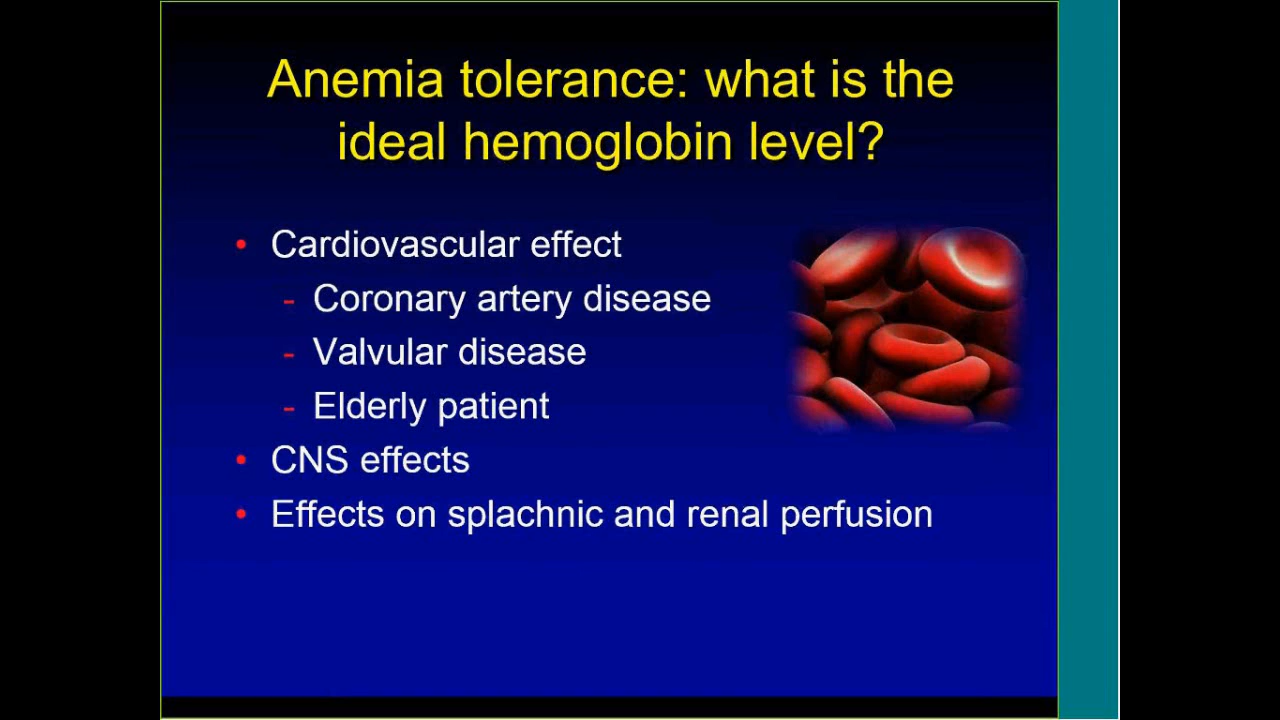 Anemia tolerance: what is the
ideal hemoglobin level?
• Cardiovascular effect
- Coronary artery disease
- Valvular disease
- Elderly patient
• CNS effects
• Effects on splachnic and renal perfusion